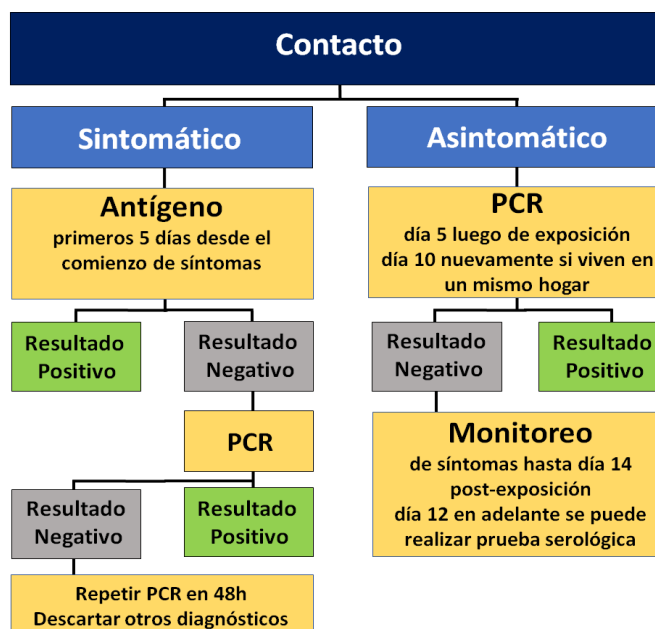 Contacto
Sintomático
Antígeno
primeros 5 días desde el
comienzo de síntomas
Resultado
Positivo
Resultado
Negativo
PCR
Resultado
Negativo
Resultado
Positivo
Repetir PCR en 48h
Descartar otros diagnósticos
Asintomático
PCR
día 5 luego de exposición
día 10 nuevamente si viven en
un mismo hogar
Resultado
Negativo
Resultado
Positivo
Monitoreo
de síntomas hasta día 14
post-exposición
día 12 en adelante se puede
realizar prueba serológica